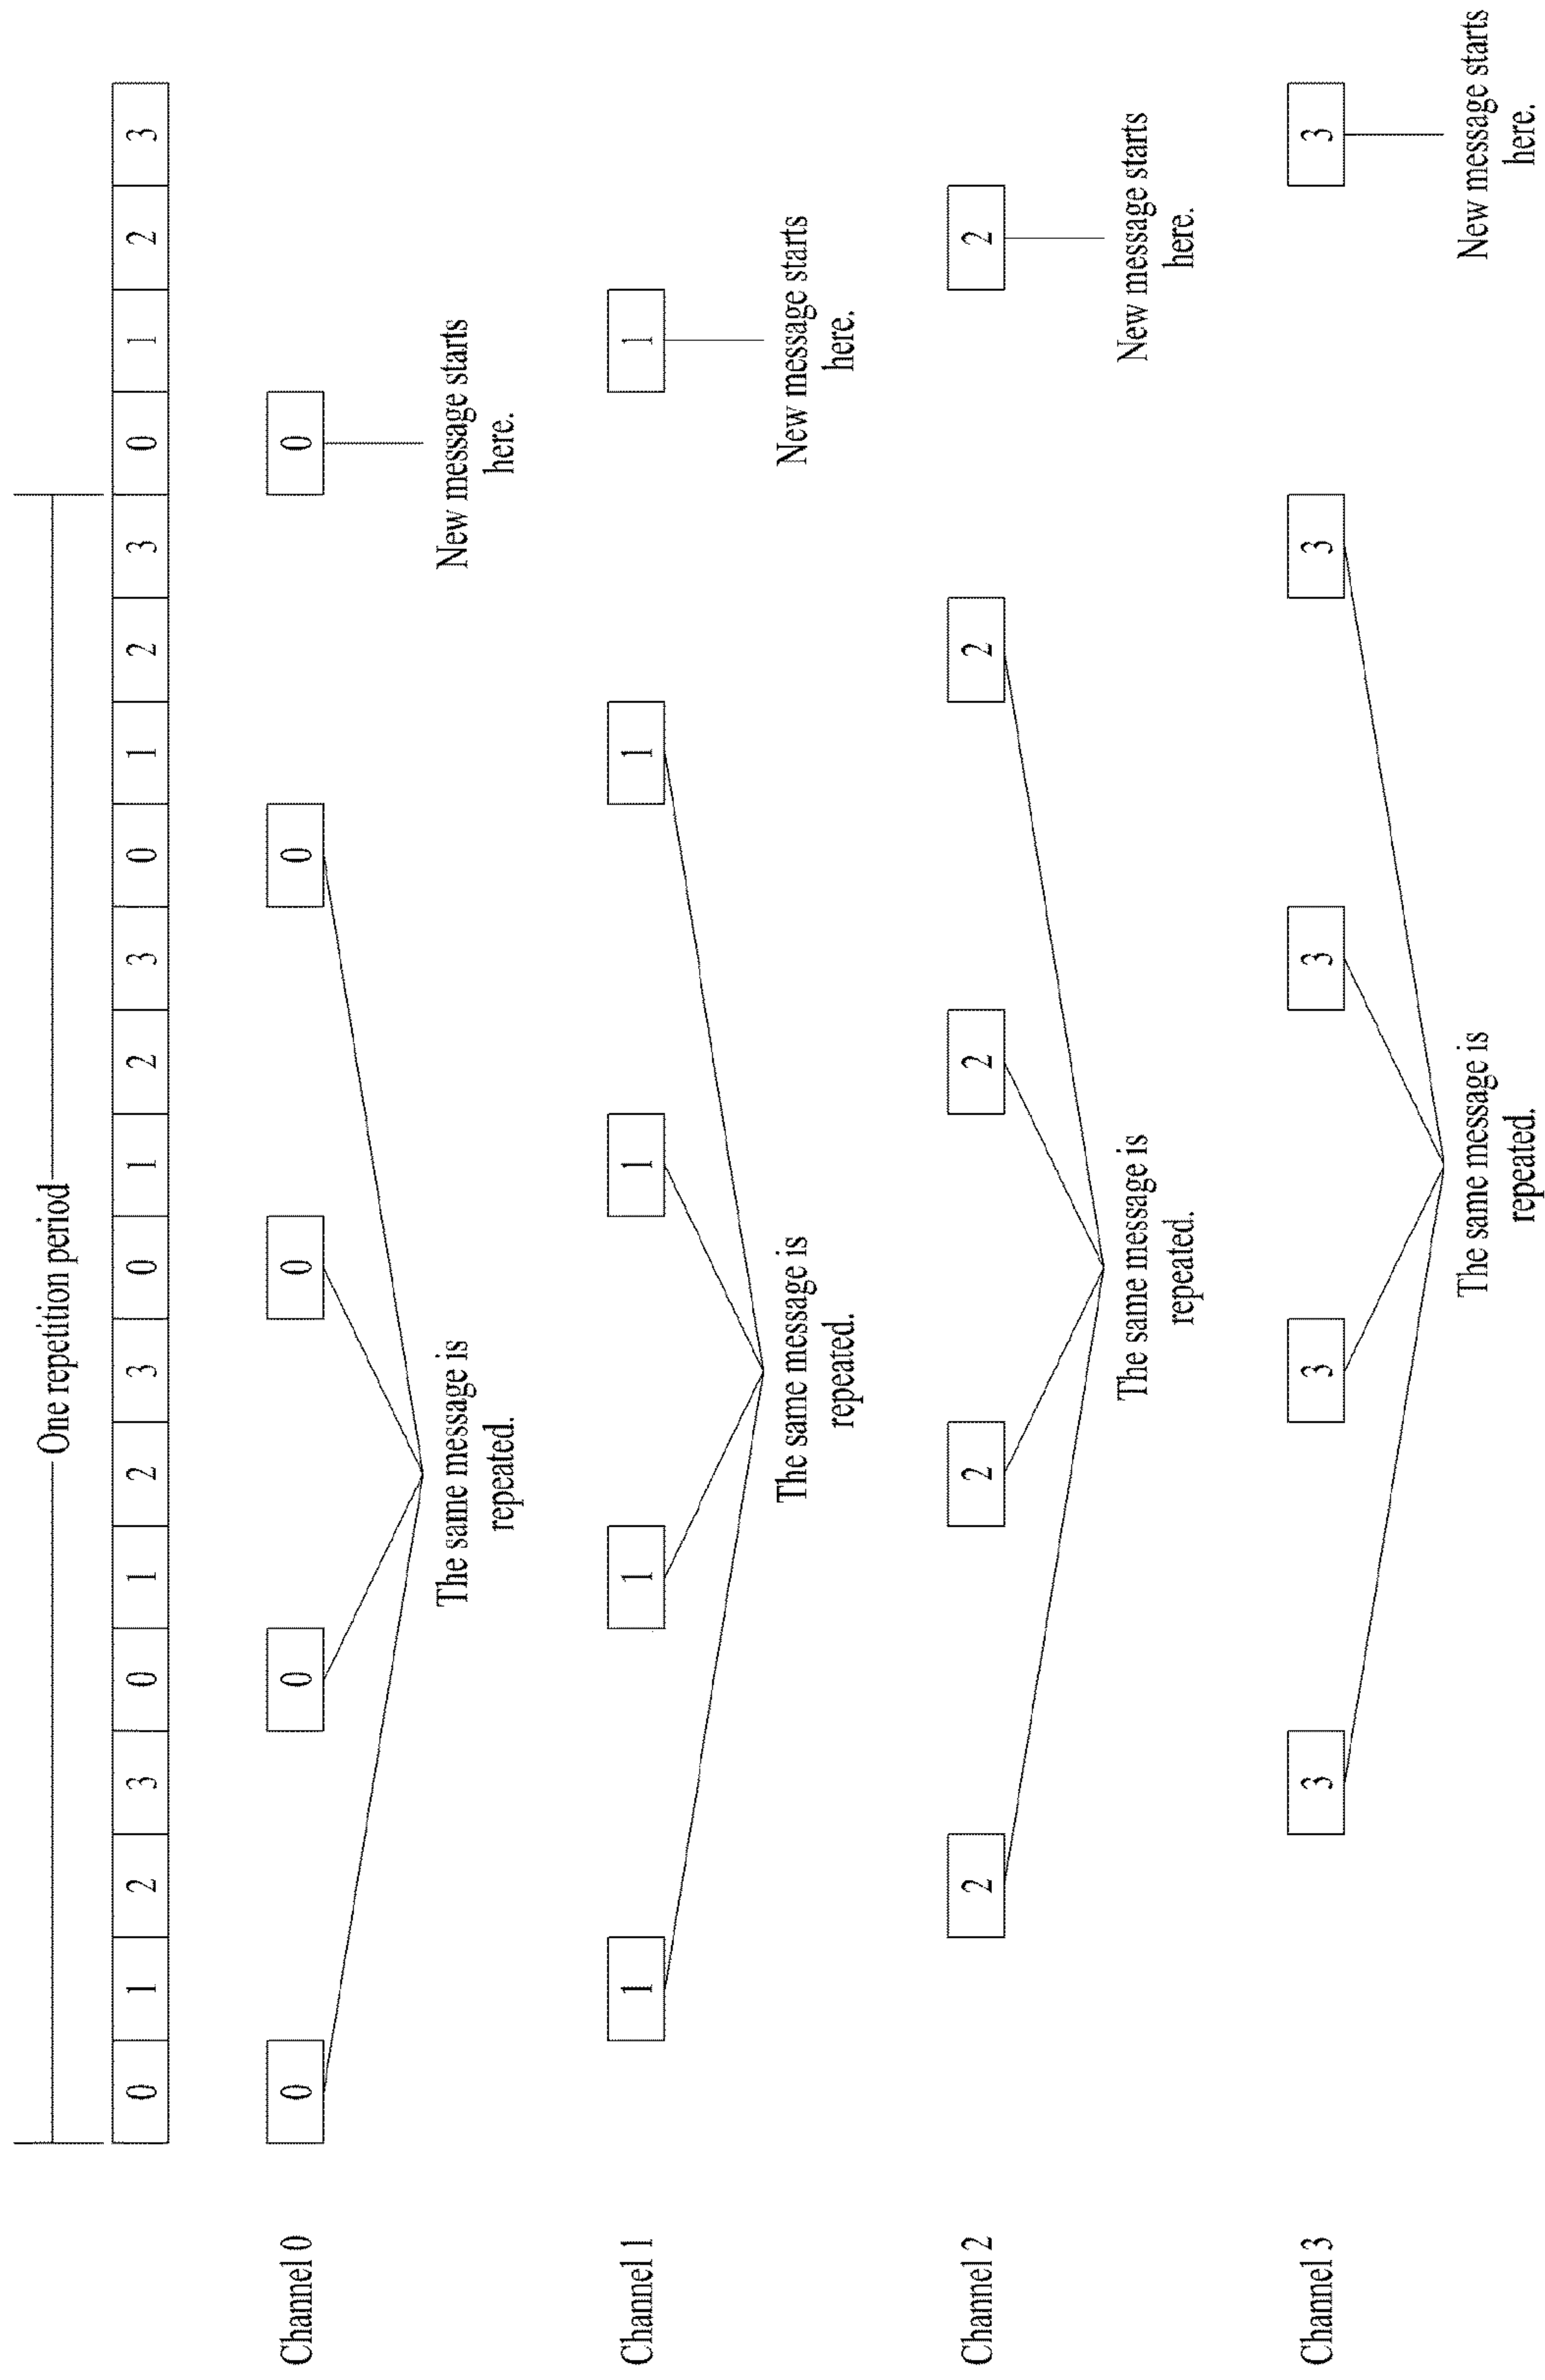 One repetition period
0 1 2 3 0 1 2 3 0 1 2 3 0 1 2 3 0 1 2 3
Channel 0
0 0 0 0 0
The same message is
repeated.
New message starts
here.
Channel 1
1 1 1 1 1
The same message is
repeated.
New message starts
here.
Channel 2
2 2 2 2 2
The same message is
repeated.
New message starts
here.
Channel 3
3 3 3 3 3
The same message is
repeated.
New message starts
here.